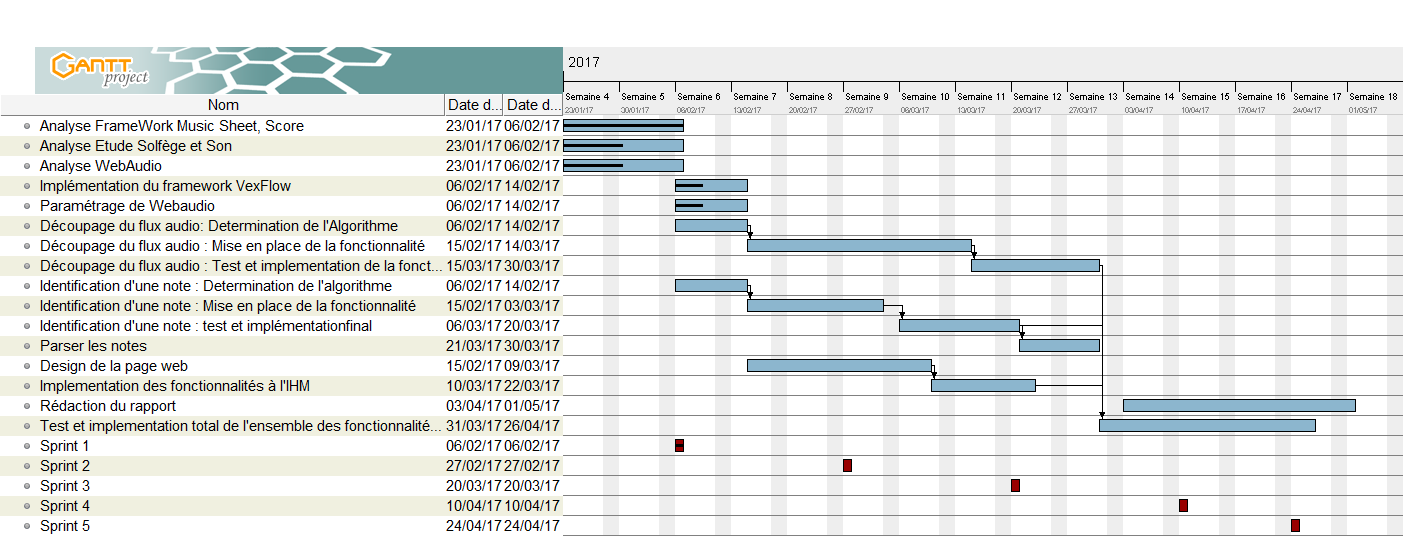 GANTT
project
2017
Nom Date d... Date d...
Semaine 4 Semaine 5 Semaine 6 Semaine 7 Semaine 8 Semaine 9 Semaine 10 Semaine 11 Semaine 12 Semaine 13 Semaine 14 Semaine 15 Semaine 16 Semaine 17 Semaine 18
23/01/17 30/01/17 06/02/17 13/02/17 20/02/17 27/02/17 06/03/17 13/03/17 20/03/17 27/03/17 03/04/17 10/04/17 17/04/17 24/04/17 01/05/17
Analyse FrameWork Music Sheet, Score 23/01/17 06/02/17
Analyse Etude Solfège et Son 23/01/17 06/02/17
Analyse WebAudio 23/01/17 06/02/17
Implémentation du framework VexFlow 06/02/17 14/02/17
Paramétrage de Webaudio 06/02/17 14/02/17
Découpage du flux audio: Determination de l'Algorithme 06/02/17 14/02/17
Découpage du flux audio : Mise en place de la fonctionnalité 15/02/17 14/03/17
Découpage du flux audio : Test et implementation de la fonct... 15/03/17 30/03/17
Identification d'une note : Determination de l'algorithme 06/02/17 14/02/17
Identification d'une note : Mise en place de la fonctionnalité 15/02/17 03/03/17
Identification d'une note : test et implémentationfinal 06/03/17 20/03/17
Parser les notes 21/03/17 30/03/17
Design de la page web 15/02/17 09/03/17
Implementation des fonctionnalités à l'IHM 10/03/17 22/03/17
Rédaction du rapport 03/04/17 01/05/17
Test et implementation total de l'ensemble des fonctionnalité... 31/03/17 26/04/17
Sprint 1 06/02/17 06/02/17
Sprint 2 27/02/17 27/02/17
Sprint 3 20/03/17 20/03/17
Sprint 4 10/04/17 10/04/17
Sprint 5 24/04/17 24/04/17